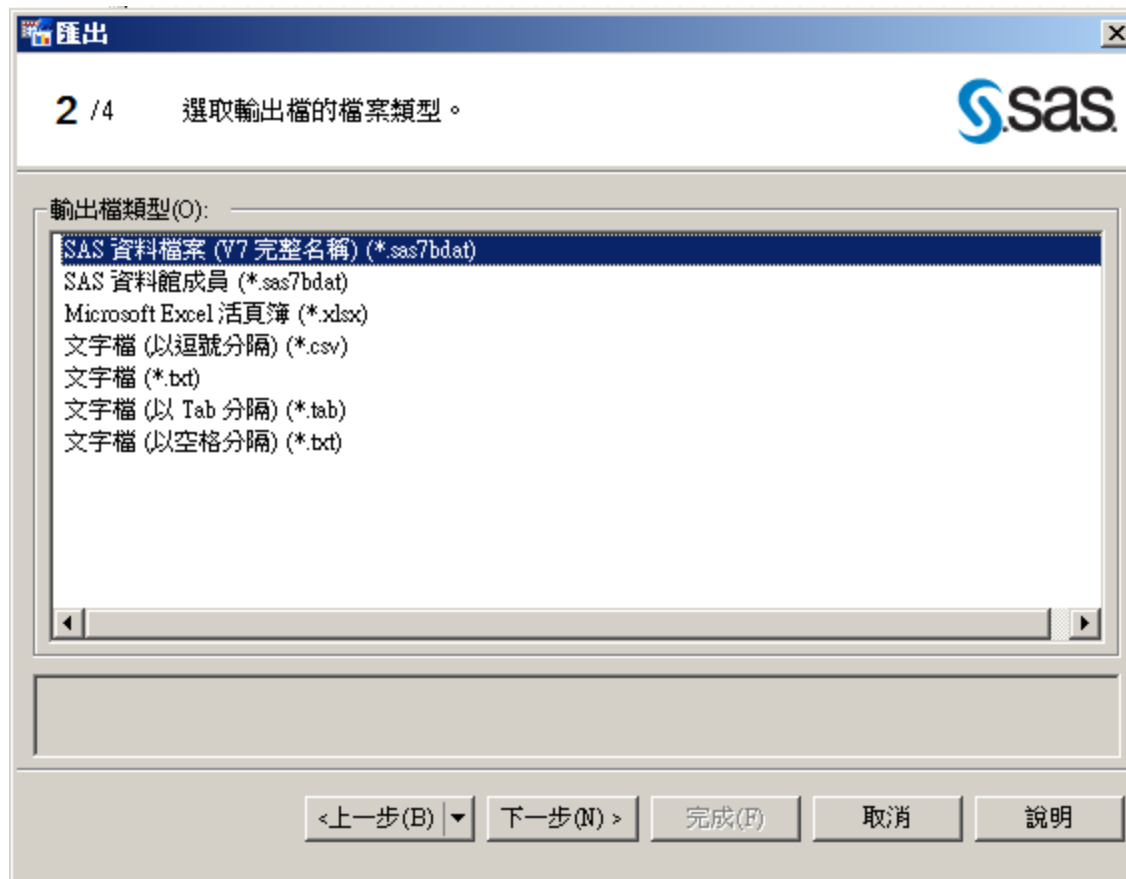 匯出
2 /4 選取輸出檔的檔案類型。
sas
輸出檔類型(O):
SAS 資料檔案 (V7 完整名稱) (*.sas7bdat)
SAS 資料館成員 (*.sas7bdat)
Microsoft Excel 活頁簿 (*.xlsx)
文字檔 (以逗號分隔) (*.csv)
文字檔 (*.txt)
文字檔 (以 Tab 分隔) (*.tab)
文字檔 (以空格分隔) (*.txt)
<上一步(B) 下一步(N) > 完成(F) 取消 說明